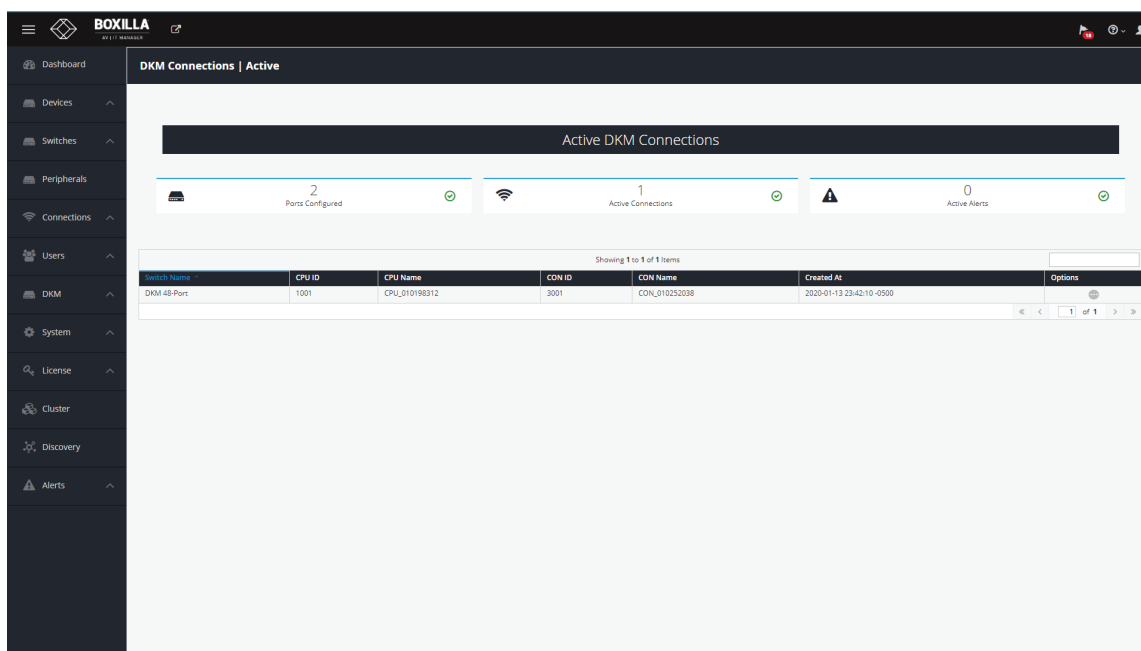 BOXILLA
AV | IT MANAGER
18
Dashboard
DKM Connections | Active
Devices
Switches
Active DKM Connections
Peripherals
2
Ports Configured
1
Active Connections
0
Active Alerts
Connections
Users
Showing 1 to 1 of 1 Items
Switch Name CPU ID CPU Name CON ID CON Name Created At Options
DKM 48-Port 1001 CPU_010198312 3001 CON_010252038 2020-01-13 23:42:10 -0500
DKM
« < 1 of 1 > »
System
License
Cluster
Discovery
Alerts